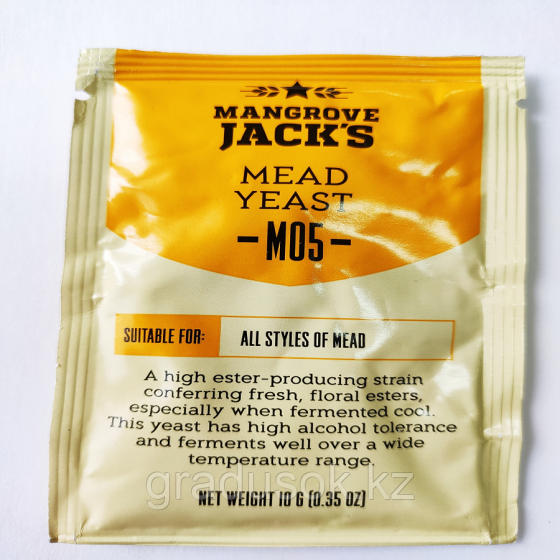 MANGROVE
JACK'S
MEAD
YEAST
-M05-
SUITABLE FOR: ALL STYLES OF MEAD
A high ester-producing strain
conferring fresh, floral esters,
especially when fermented cool.
This yeast has high alcohol tolerance
and ferments well over a wide
temperature range.
gradusok.kz
NET WEIGHT 10 G (0.35 OZ)